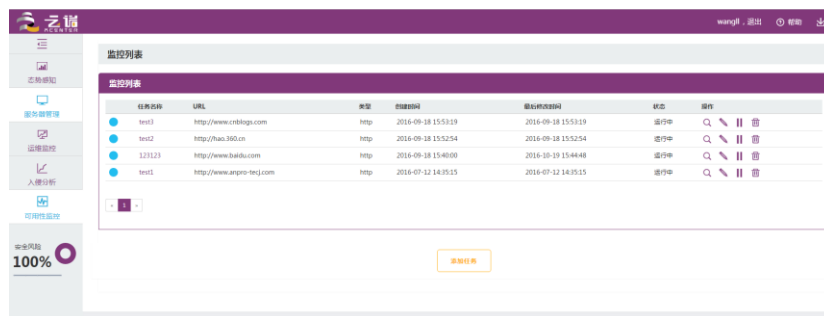 云谱 wangll，退出 帮助
ACENTER
监控列表
态势感知
监控列表
任务名称 URL 类型 创建时间 最后修改时间 状态 操作
服务器管理
test3 http://www.cnblogs.com http 2016-09-18 15:53:19 2016-09-18 15:53:19 运行中
test2 http://hao.360.cn http 2016-09-18 15:52:54 2016-09-18 15:52:54 运行中
运维监控
123123 http://www.baidu.com http 2016-09-18 15:40:00 2016-10-19 15:44:48 运行中
test1 http://www.anpro-tecj.com http 2016-07-12 14:35:15 2016-07-12 14:35:15 运行中
入侵分析
1
可用性监控
安全风险
100%
添加任务